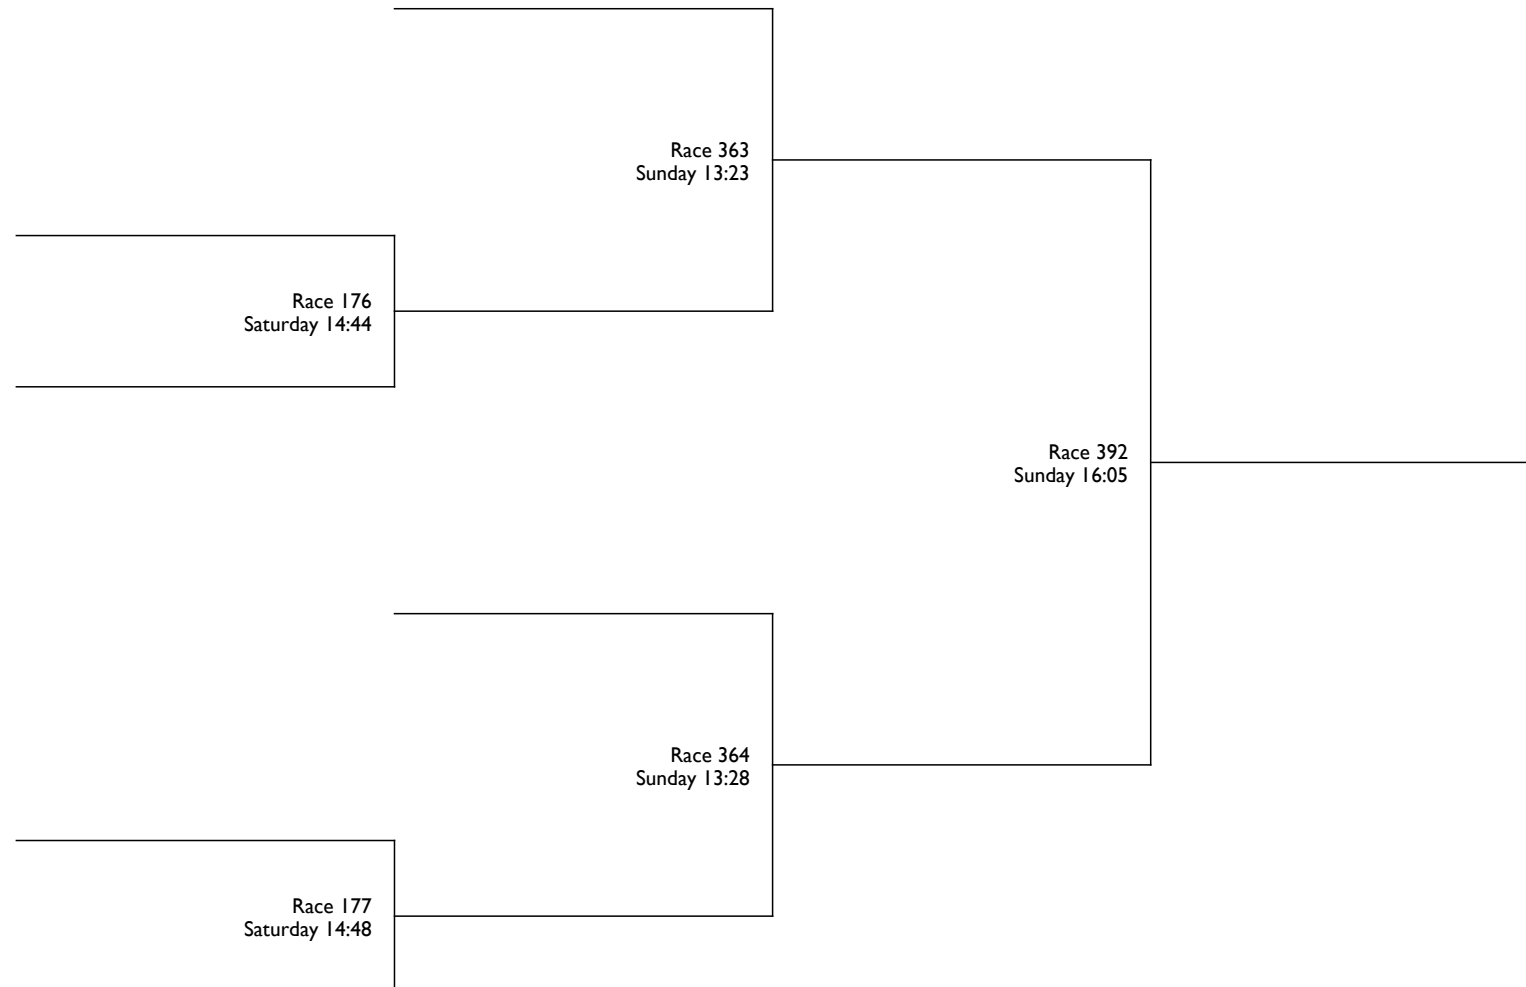 Race 363
Sunday 13:23
Race 176
Saturday 14:44
Race 392
Sunday 16:05
Race 364
Sunday 13:28
Race 177
Saturday 14:48